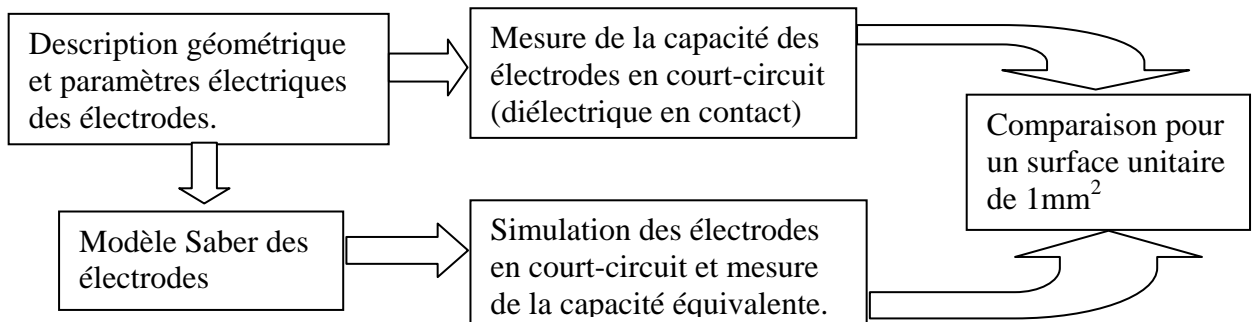 Description géométrique
et paramètres électriques
des électrodes.
Mesure de la capacité des
électrodes en court-circuit
(diélectrique en contact)
Comparaison pour
un surface unitaire
de 1mm²
Modèle Saber des
électrodes
Simulation des électrodes
en court-circuit et mesure
de la capacité équivalente.